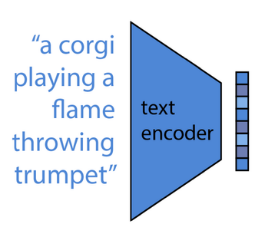 “a corgi
playing a
flame
throwing
trumpet”
text
encoder